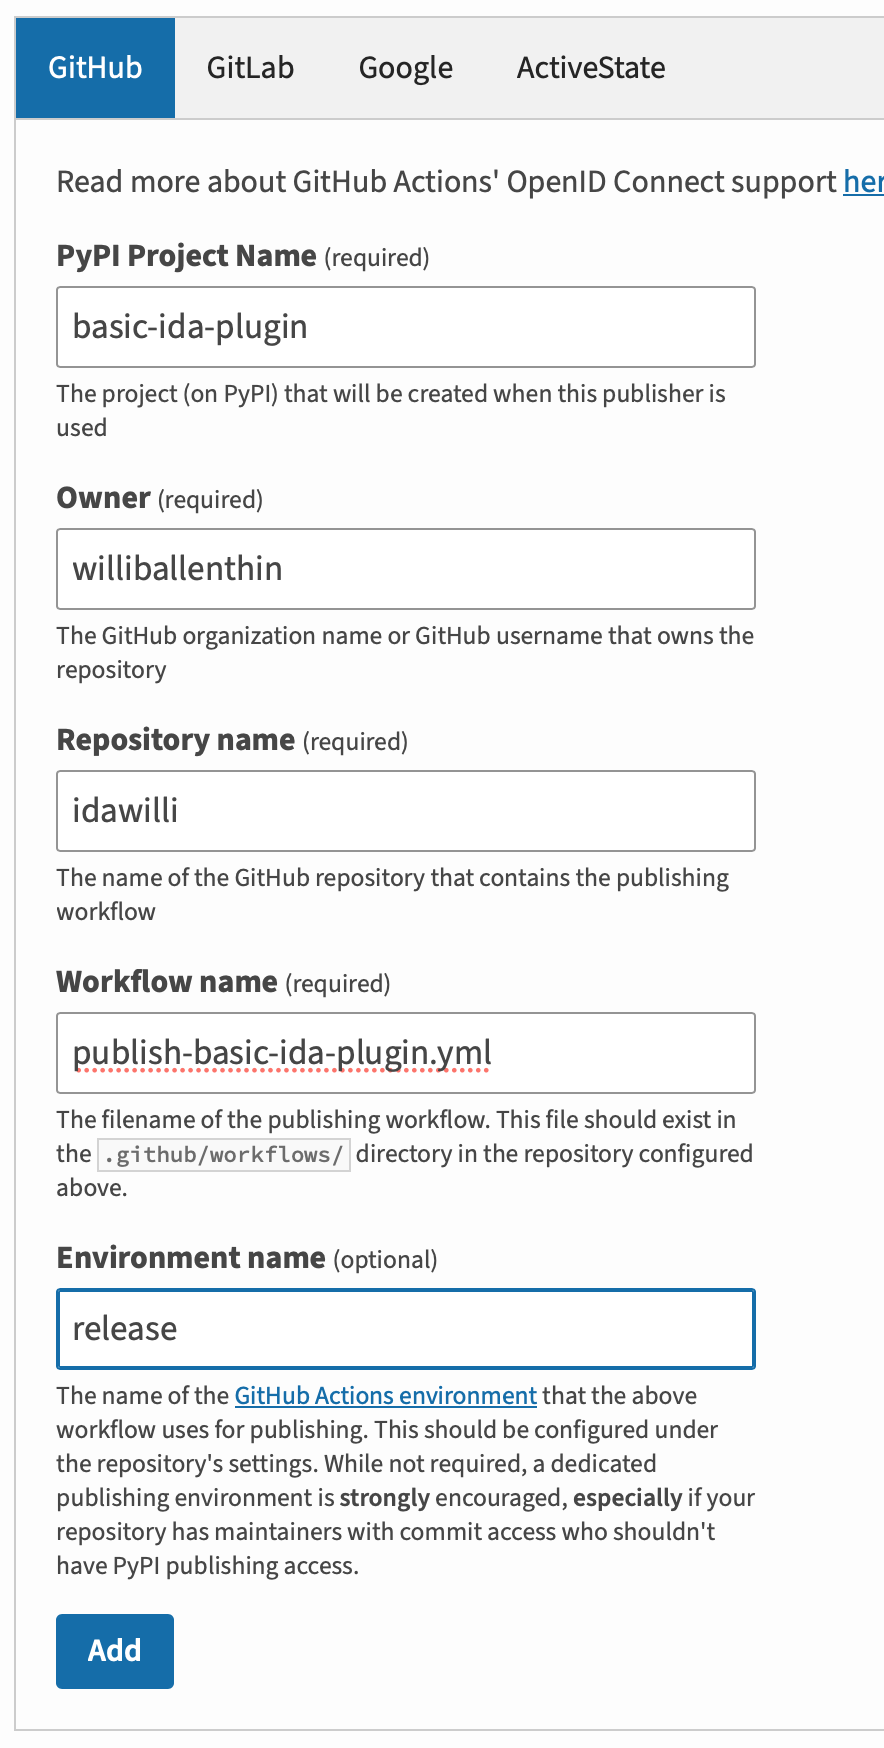 GitHub GitLab Google ActiveState
Read more about GitHub Actions' OpenID Connect support
PyPI Project Name (required)
basic-ida-plugin
The project (on PyPI) that will be created when this publisher is
used
Owner (required)
williballenthin
The GitHub organization name or GitHub username that owns the
repository
Repository name (required)
idawilli
The name of the GitHub repository that contains the publishing
workflow
Workflow name (required)
publish-basic-ida-plugin.yml
The filename of the publishing workflow. This file should exist in
the .github/workflows/ directory in the repository configured
above.
Environment name (optional)
release
The name of the GitHub Actions environment that the above
workflow uses for publishing. This should be configured under
the repository's settings. While not required, a dedicated
publishing environment is strongly encouraged, especially if your
repository has maintainers with commit access who shouldn't
have PyPI publishing access.
Add